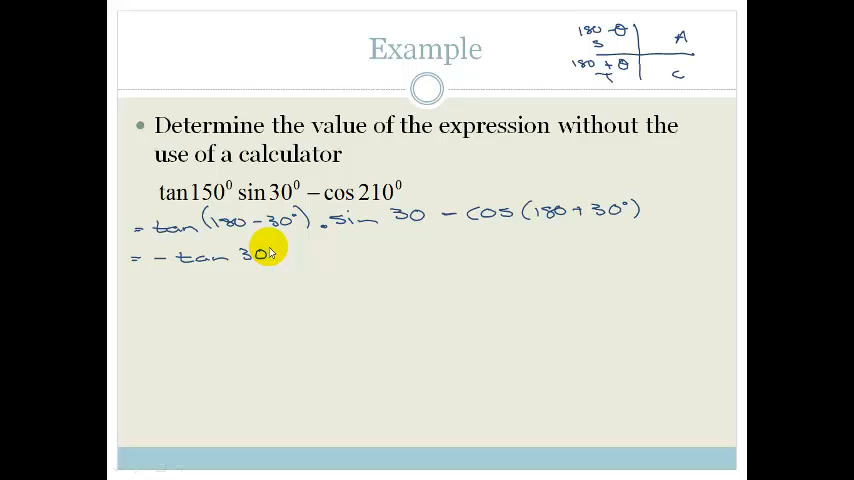 Example
180 - θ
S
A
180 + θ
T
C
• Determine the value of the expression without the
use of a calculator
tan150⁰ sin30⁰ − cos210⁰
= tan (180 - 30°) . sin 30 - cos (180 + 30°)
= - tan 30